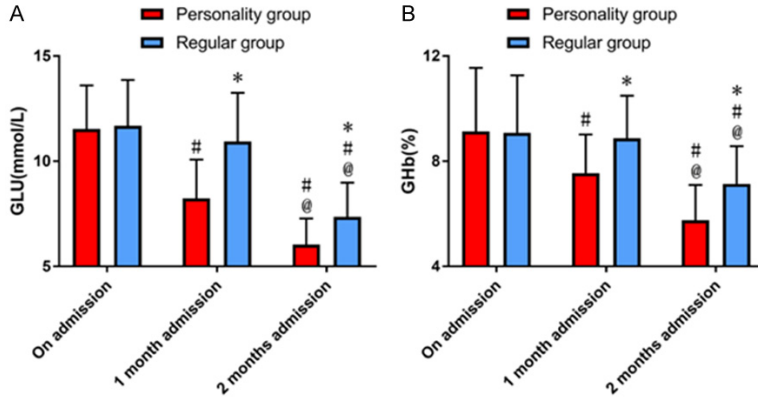 A
Personality group
Regular group
GLU(mmol/L)
15
10
5
#
*
#
@
*
#
@
On admission
1 month admission
2 months admission
B
Personality group
Regular group
GHb(%)
12
8
4
#
*
#
@
*
#
@
On admission
1 month admission
2 months admission